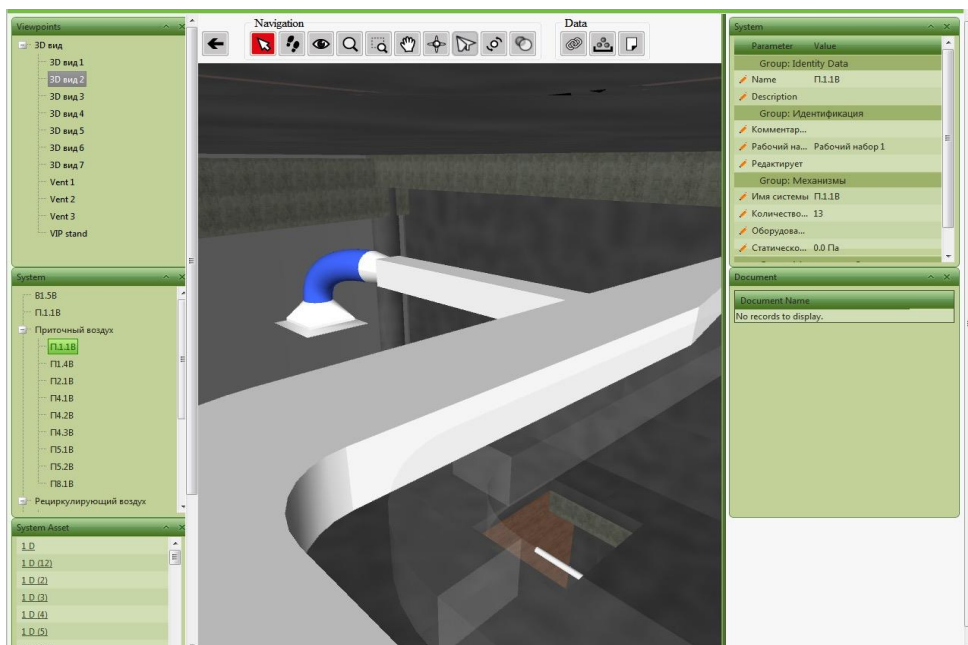 Viewpoints
3D вид
3D вид 1
3D вид 2
3D вид 3
3D вид 4
3D вид 5
3D вид 6
3D вид 7
Vent 1
Vent 2
Vent 3
VIP stand
System
В1.5В
П.1.1В
Приточный воздух
П.1.1В
П1.4В
П2.1В
П4.1В
П4.2В
П4.3В
П5.1В
П5.2В
П8.1В
Рециркулирующий воздух
System Asset
1 D
1 D (12)
1 D (2)
1 D (3)
1 D (4)
1 D (5)
Navigation
Data
System
Parameter Value
Group: Identity Data
Name П.1.1В
Description
Group: Идентификация
Комментар...
Рабочий на... Рабочий набор 1
Редактирует
Group: Механизмы
Имя системы П.1.1В
Количество... 13
Оборудова...
Статическо... 0.0 Па
Document
Document Name
No records to display.